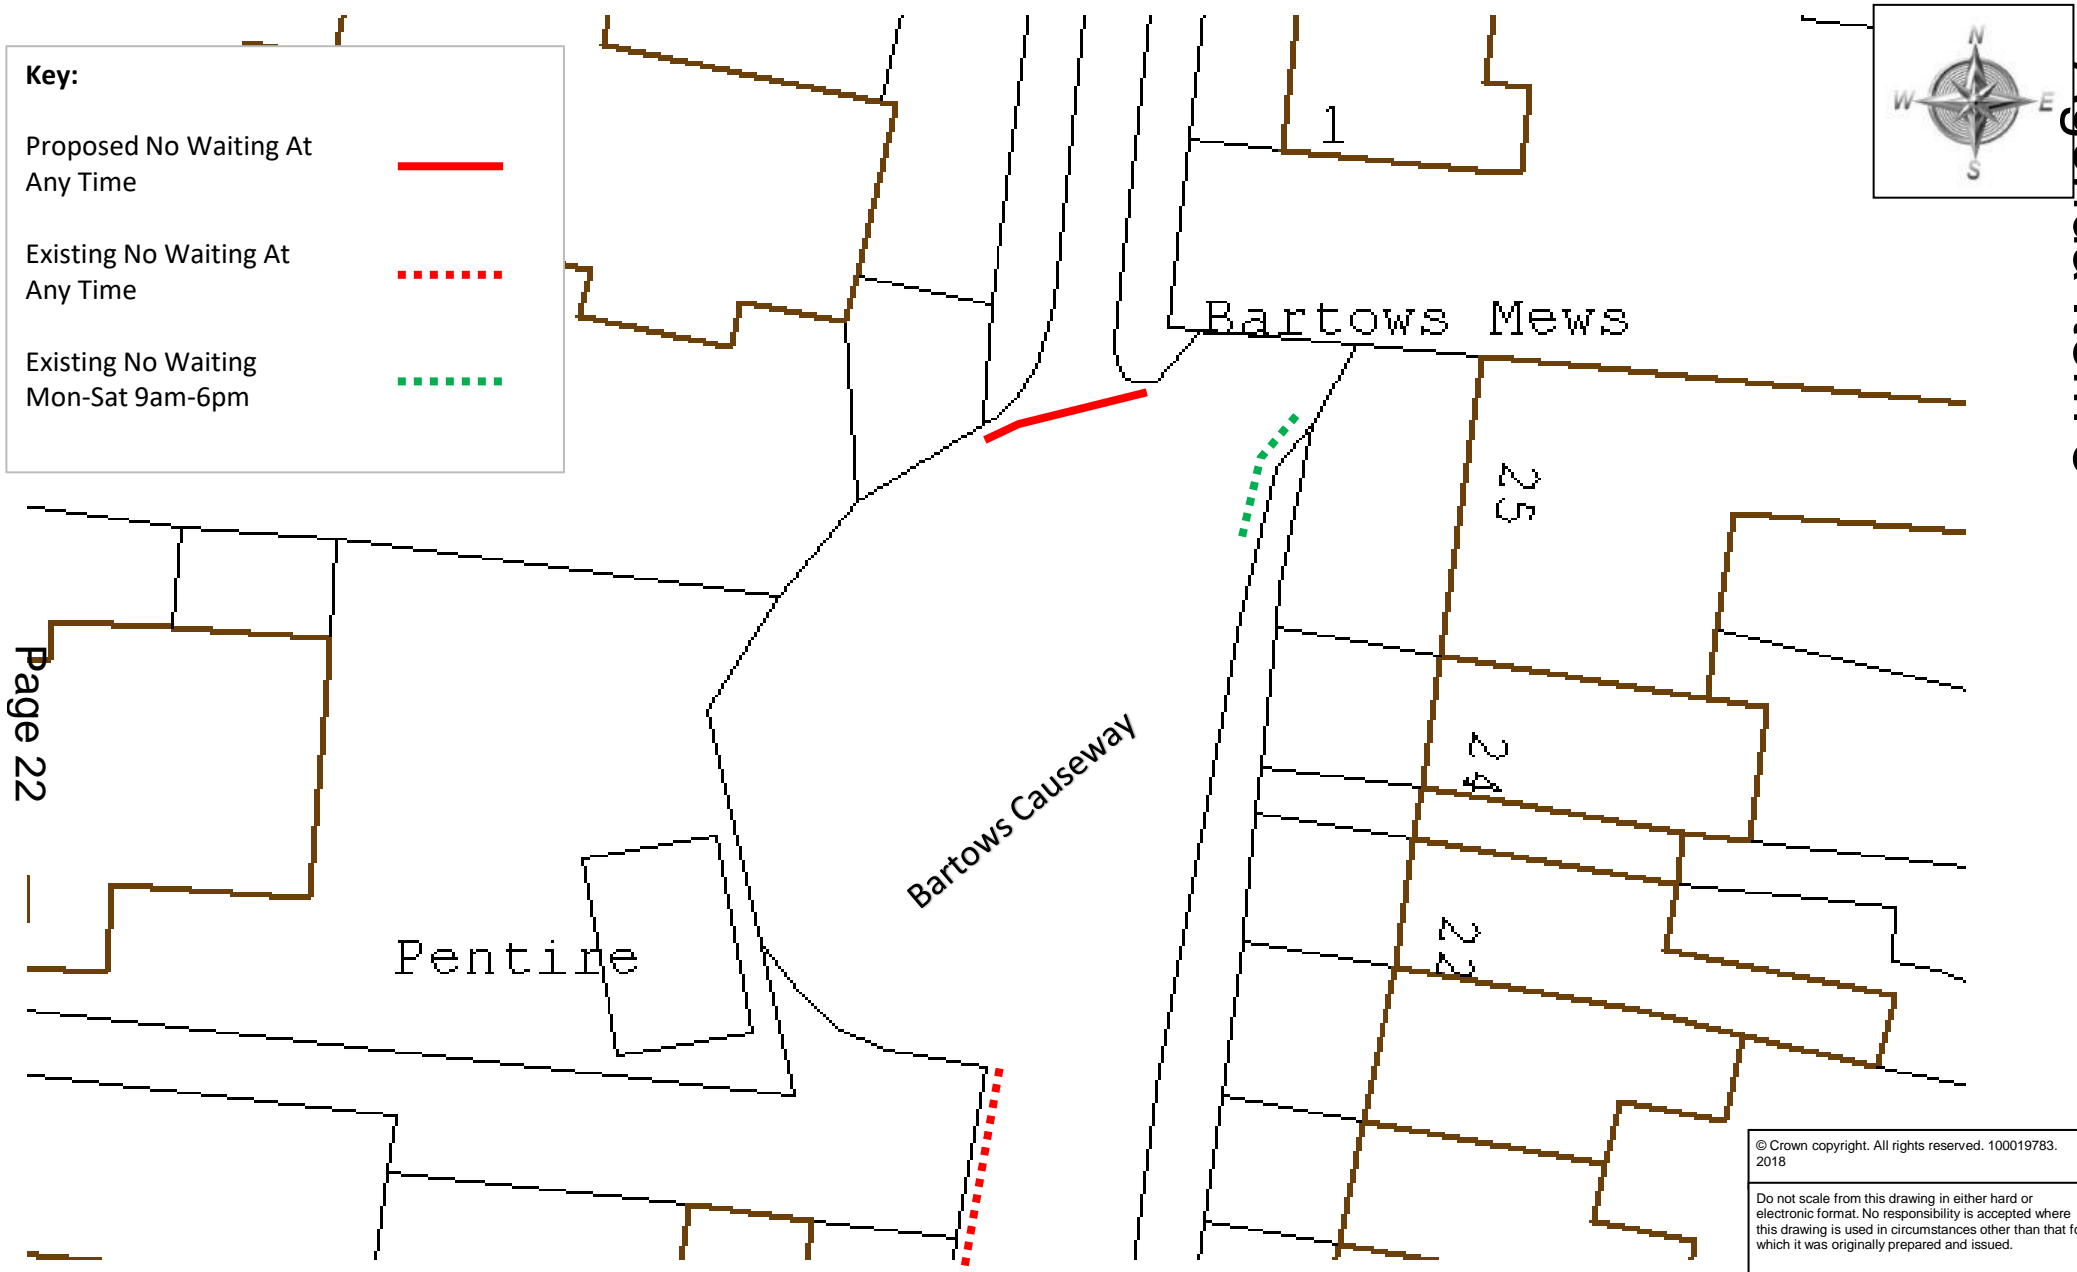 Key:
Proposed No Waiting At
Any Time
Existing No Waiting At
Any Time
Existing No Waiting
Mon-Sat 9am-6pm
N
W
E
S
1
Bartows Mews
25
24
22
Bartows Causeway
Pentire
Page 22
© Crown copyright. All rights reserved. 100019783.
2018
Do not scale from this drawing in either hard or
electronic format. No responsibility is accepted where
this drawing is used in circumstances other than that fo
which it was originally prepared and issued.